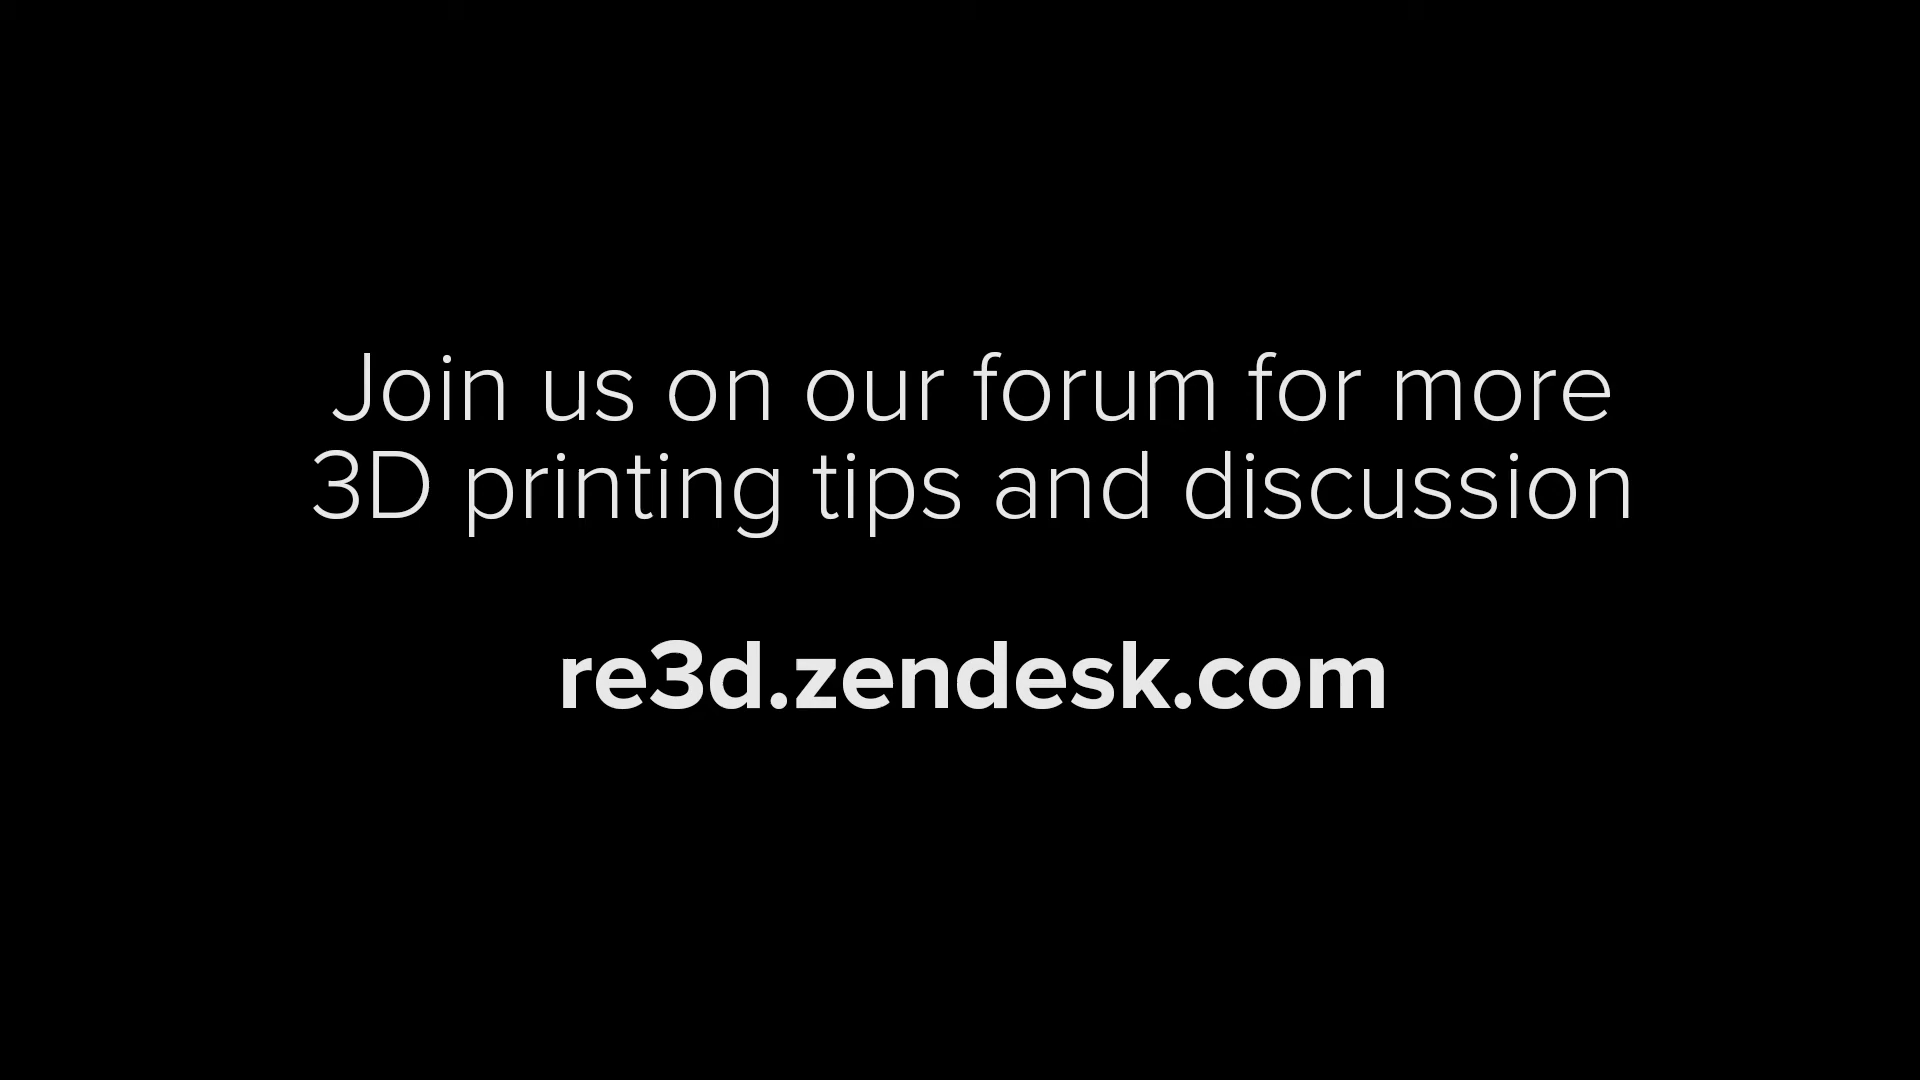 Join us on our forum for more
3D printing tips and discussion
re3d.zendesk.com